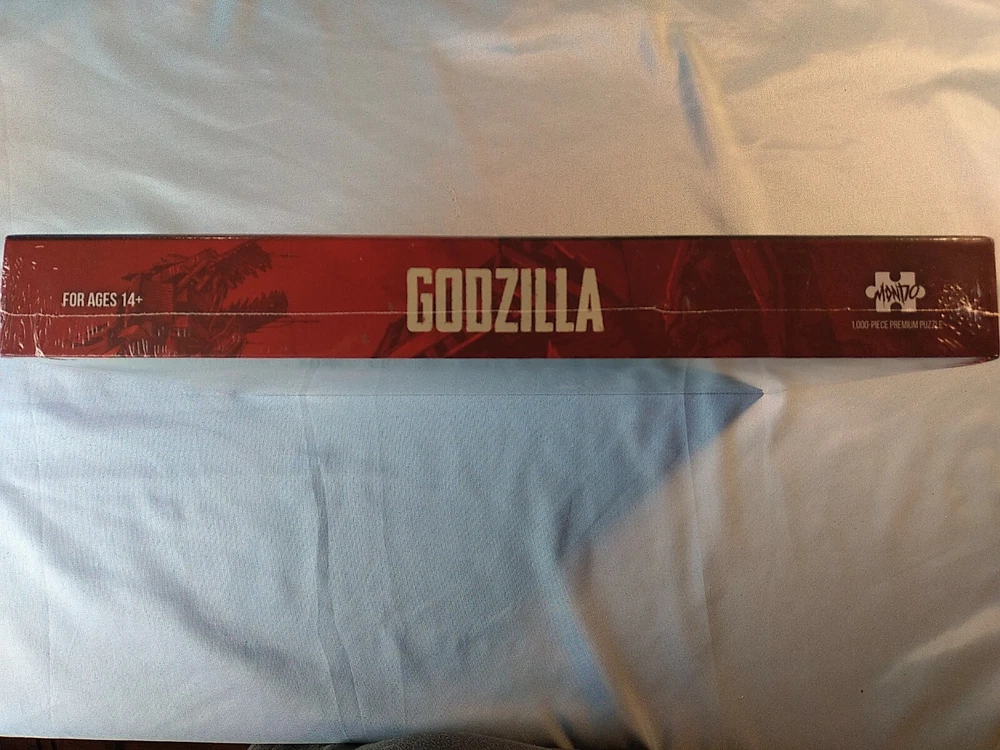 FOR AGES 14+
GODZILLA
MONDO
1,000-PIECE PREMIUM PUZZLE